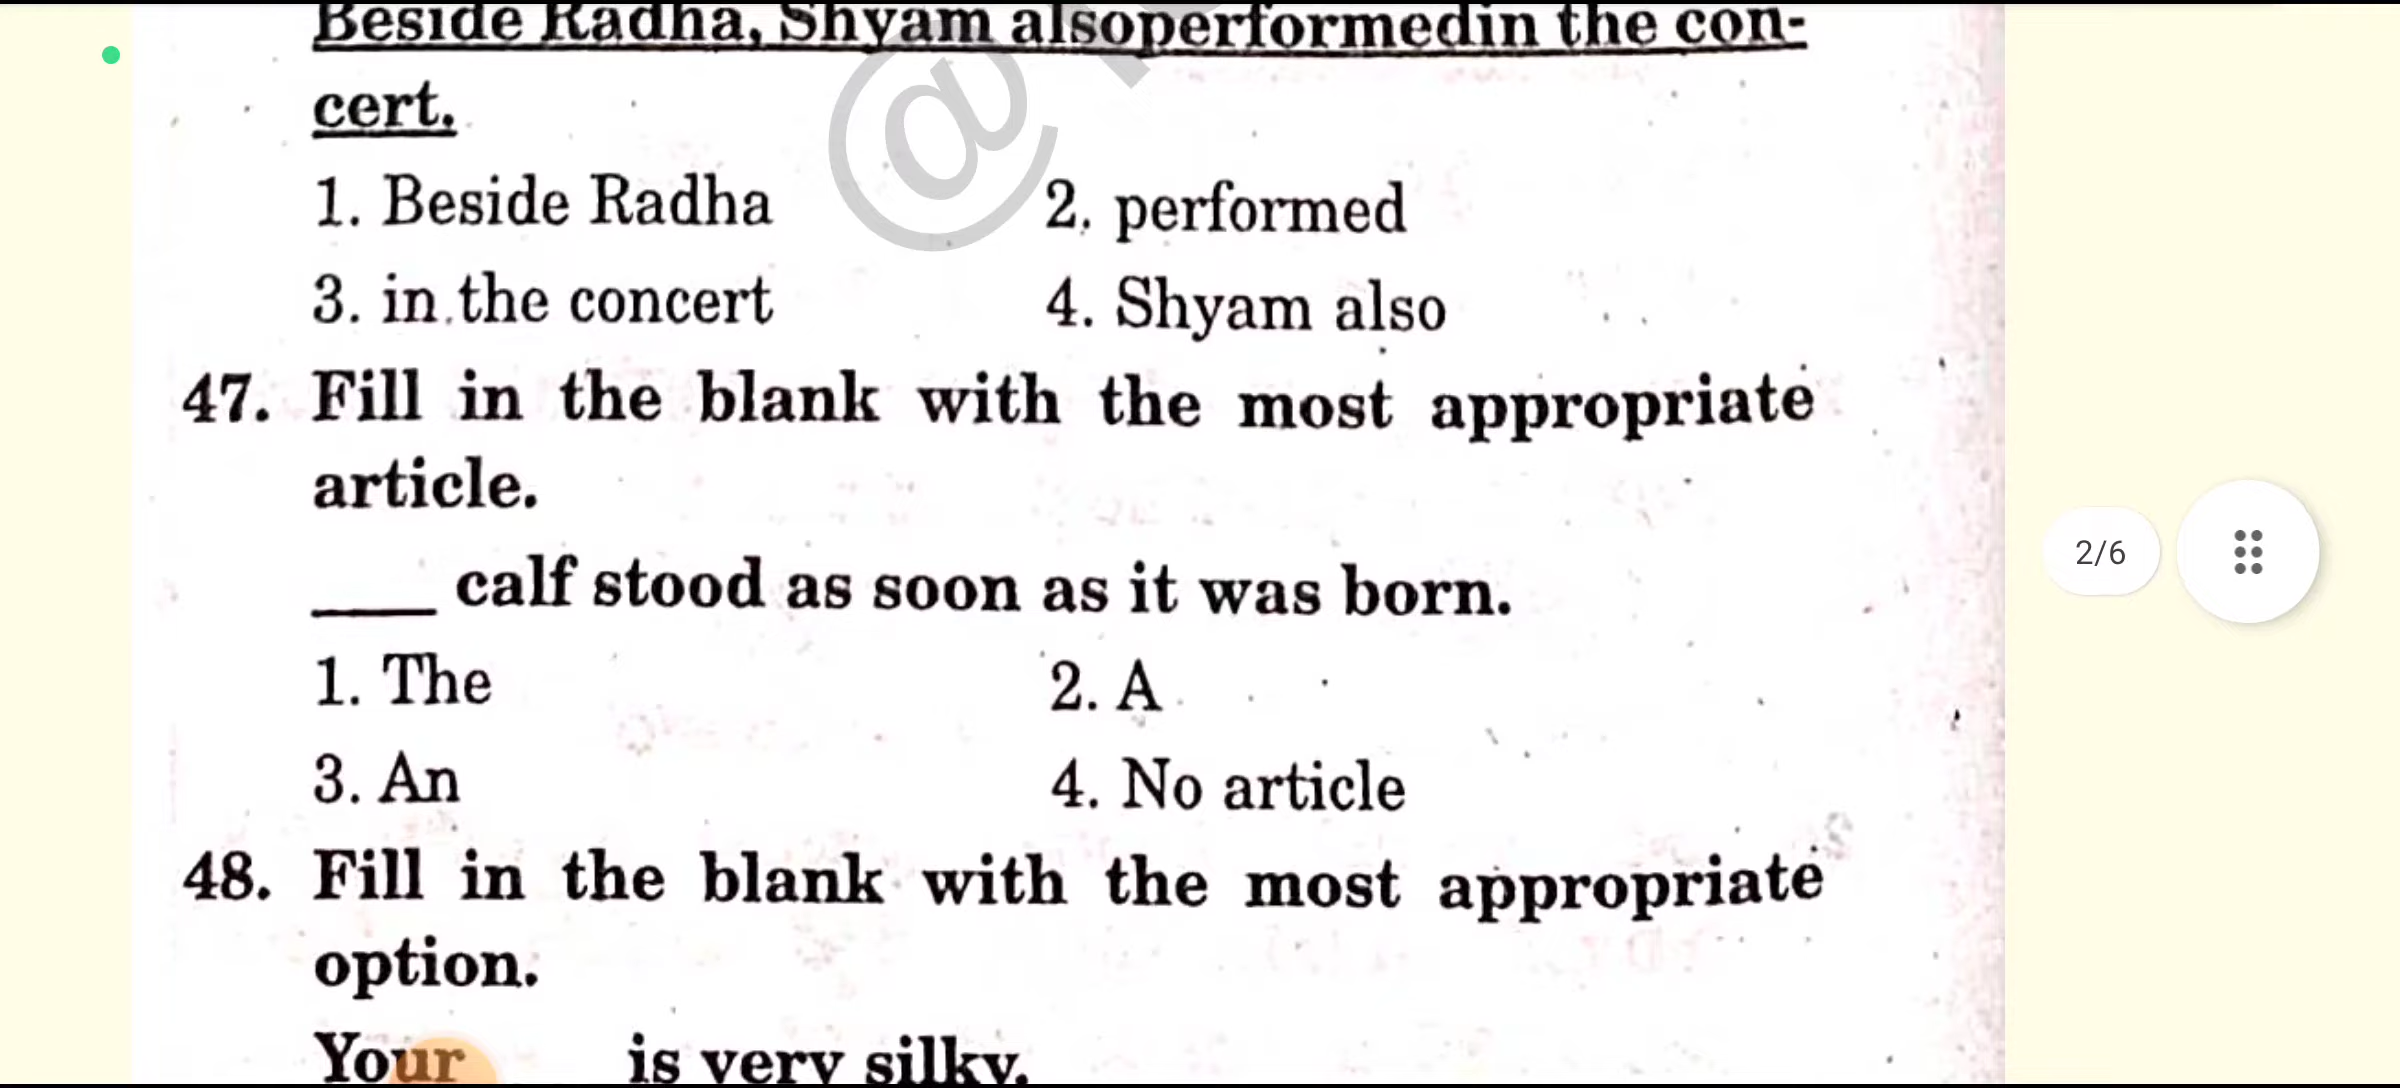 Beside Radha, Shyam alsoperformedin the con-
cert.
1. Beside Radha 2. performed
3. in the concert 4. Shyam also
47. Fill in the blank with the most appropriate
article.
____ calf stood as soon as it was born.
1. The 2. A
3. An 4. No article
2/6
48. Fill in the blank with the most appropriate
option.
Your is very silky.